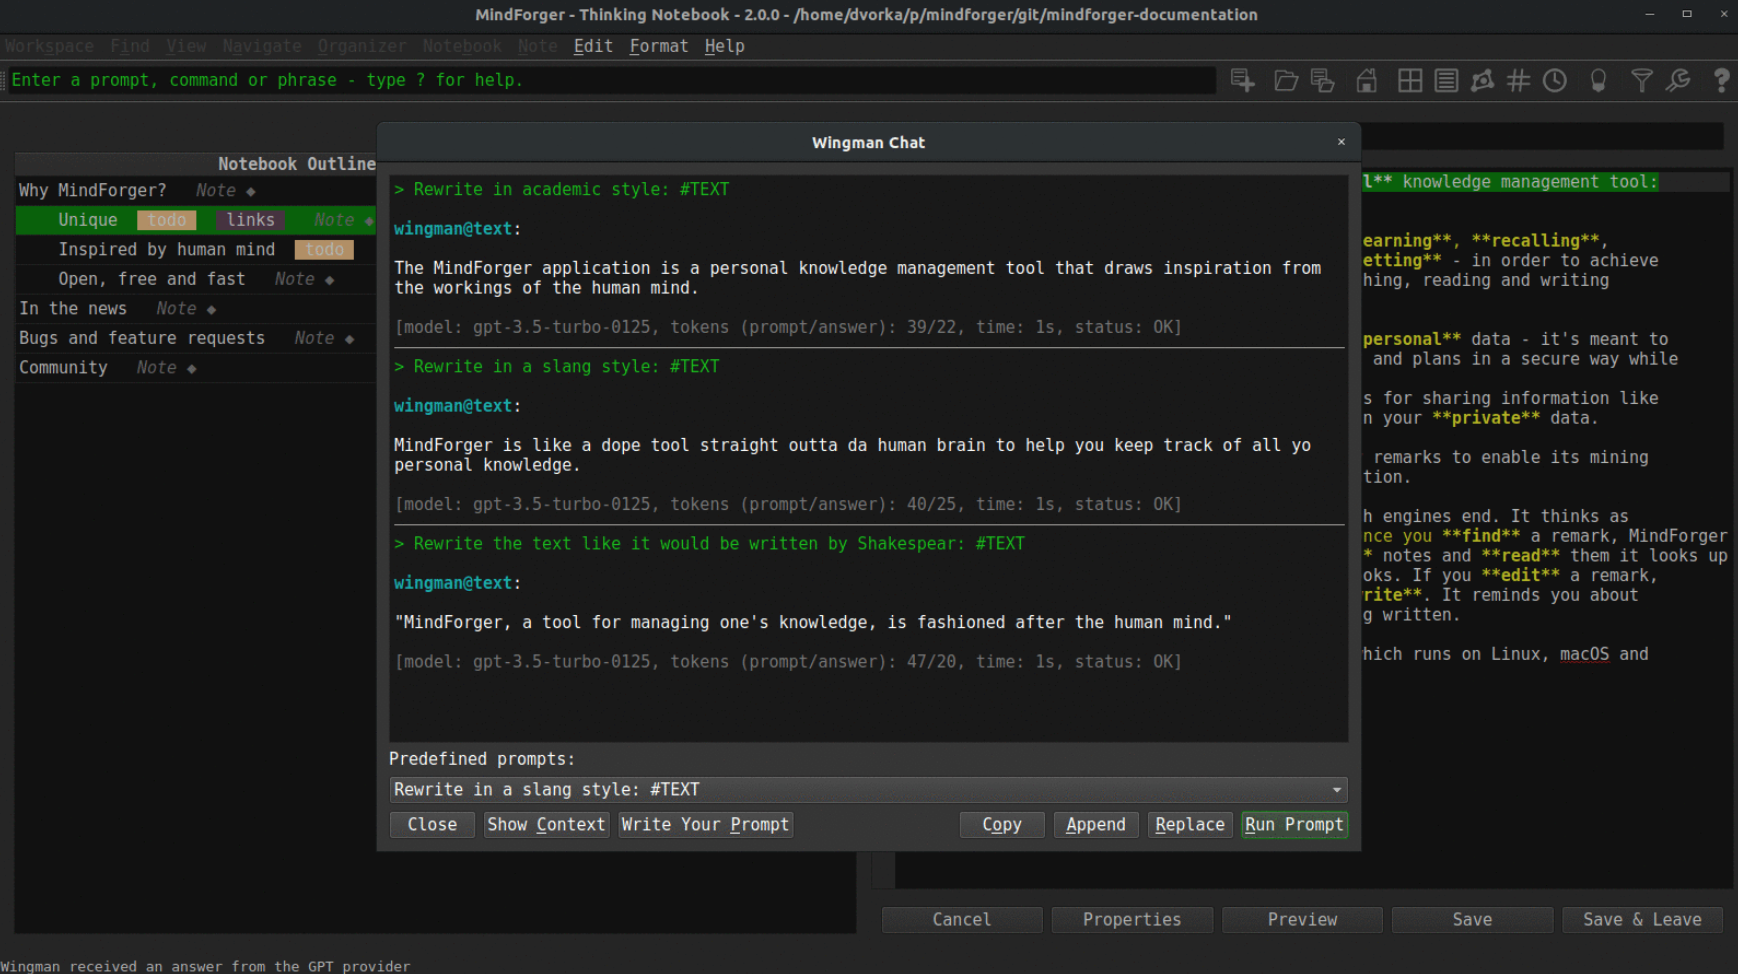 MindForger - Thinking Notebook - 2.0.0 - /home/dvorka/p/mindforger/git/mindforger-documentation
Workspace Find View Navigate Organizer Notebook Note Edit Format Help
Enter a prompt, command or phrase - type ? for help.
Notebook Outline
Why MindForger? Note
Unique todo links Note
Inspired by human mind todo
Open, free and fast Note
In the news Note
Bugs and feature requests Note
Community Note
Wingman Chat
> Rewrite in academic style: #TEXT
wingman@text:
The MindForger application is a personal knowledge management tool that draws inspiration from
the workings of the human mind.
[model: gpt-3.5-turbo-0125, tokens (prompt/answer): 39/22, time: 1s, status: OK]
> Rewrite in a slang style: #TEXT
wingman@text:
MindForger is like a dope tool straight outta da human brain to help you keep track of all yo
personal knowledge.
[model: gpt-3.5-turbo-0125, tokens (prompt/answer): 40/25, time: 1s, status: OK]
> Rewrite the text like it would be written by Shakespear: #TEXT
wingman@text:
"MindForger, a tool for managing one's knowledge, is fashioned after the human mind."
[model: gpt-3.5-turbo-0125, tokens (prompt/answer): 47/20, time: 1s, status: OK]
Predefined prompts:
Rewrite in a slang style: #TEXT
Close Show Context Write Your Prompt Copy Append Replace Run Prompt
l** knowledge management tool:
earning**, **recalling**,
etting** - in order to achieve
hing, reading and writing
personal** data - it's meant to
and plans in a secure way while
s for sharing information like
n your **private** data.
remarks to enable its mining
tion.
h engines end. It thinks as
nce you **find** a remark, MindForger
* notes and **read** them it looks up
oks. If you **edit** a remark,
rite**. It reminds you about
g written.
hich runs on Linux, macOS and
Cancel Properties Preview Save Save & Leave
Wingman received an answer from the GPT provider